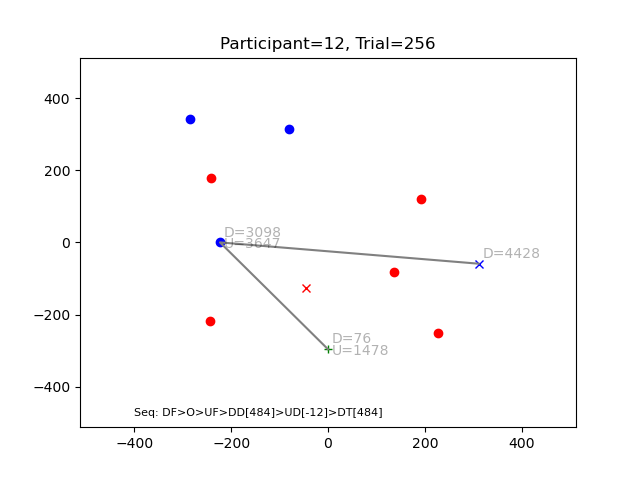 Participant=12, Trial=256
400
200
0
−200
−400
D=3098
U=3647
D=4428
D=76
U=1478
Seq: DF>O>UF>DD[484]>UD[-12]>DT[484]
−400
−200
0
200
400